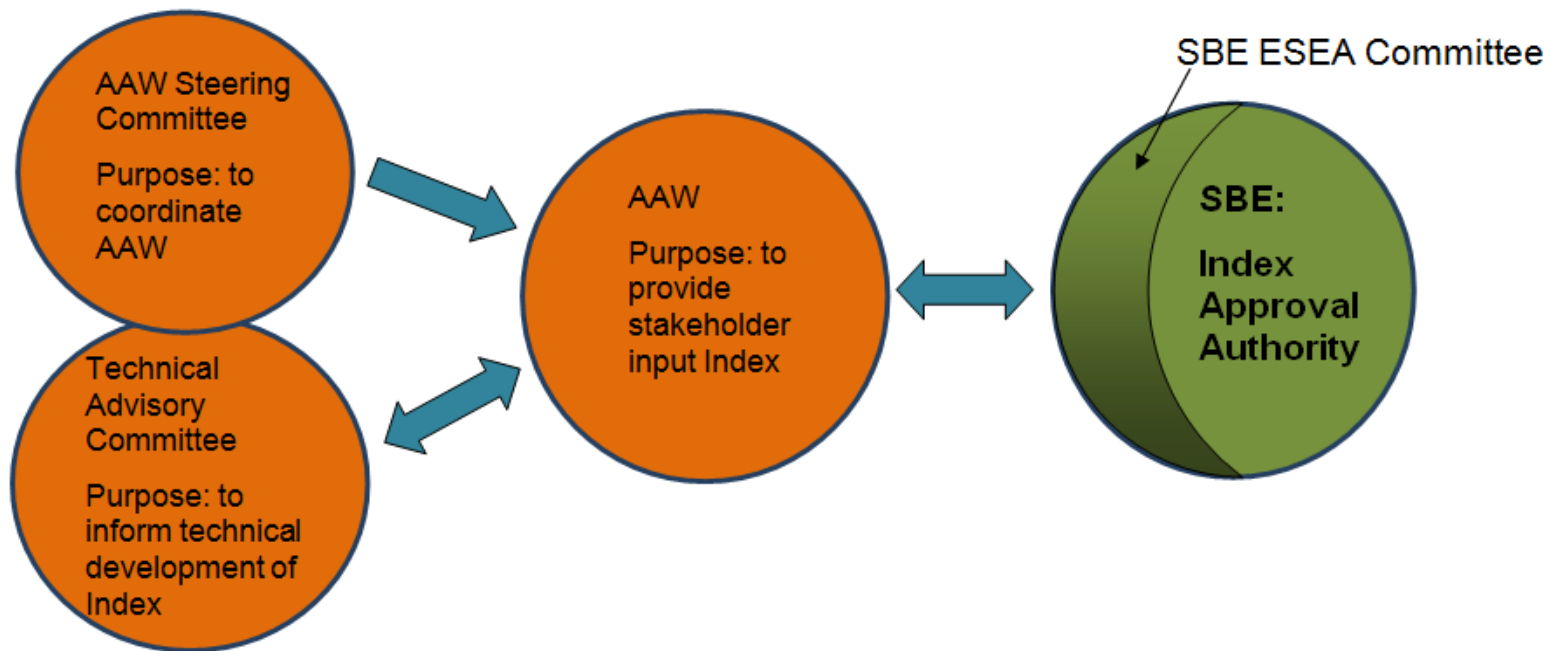 AAW Steering
Committee
Purpose: to
coordinate
AAW
Technical
Advisory
Committee
Purpose: to
inform technical
development of
Index
AAW
Purpose: to
provide
stakeholder
input Index
SBE ESEA Committee
SBE:
Index
Approval
Authority